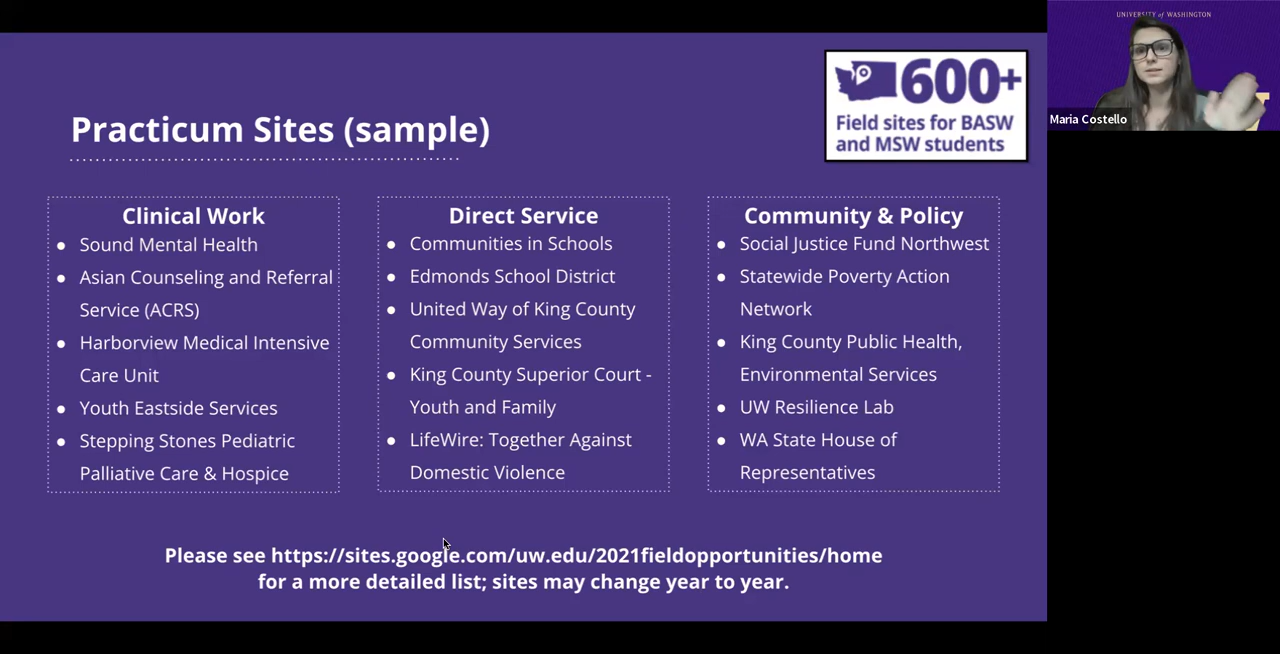 UNIVERSITY of WASHINGTON
Maria Costello
600+
Field sites for BASW
and MSW students
Practicum Sites (sample)
Clinical Work
● Sound Mental Health
● Asian Counseling and Referral
Service (ACRS)
● Harborview Medical Intensive
Care Unit
● Youth Eastside Services
● Stepping Stones Pediatric
Palliative Care & Hospice
Direct Service
● Communities in Schools
● Edmonds School District
● United Way of King County
Community Services
● King County Superior Court -
Youth and Family
● LifeWire: Together Against
Domestic Violence
Community & Policy
● Social Justice Fund Northwest
● Statewide Poverty Action
Network
● King County Public Health,
Environmental Services
● UW Resilience Lab
● WA State House of
Representatives
Please see https://sites.google.com/uw.edu/2021fieldopportunities/home
for a more detailed list; sites may change year to year.